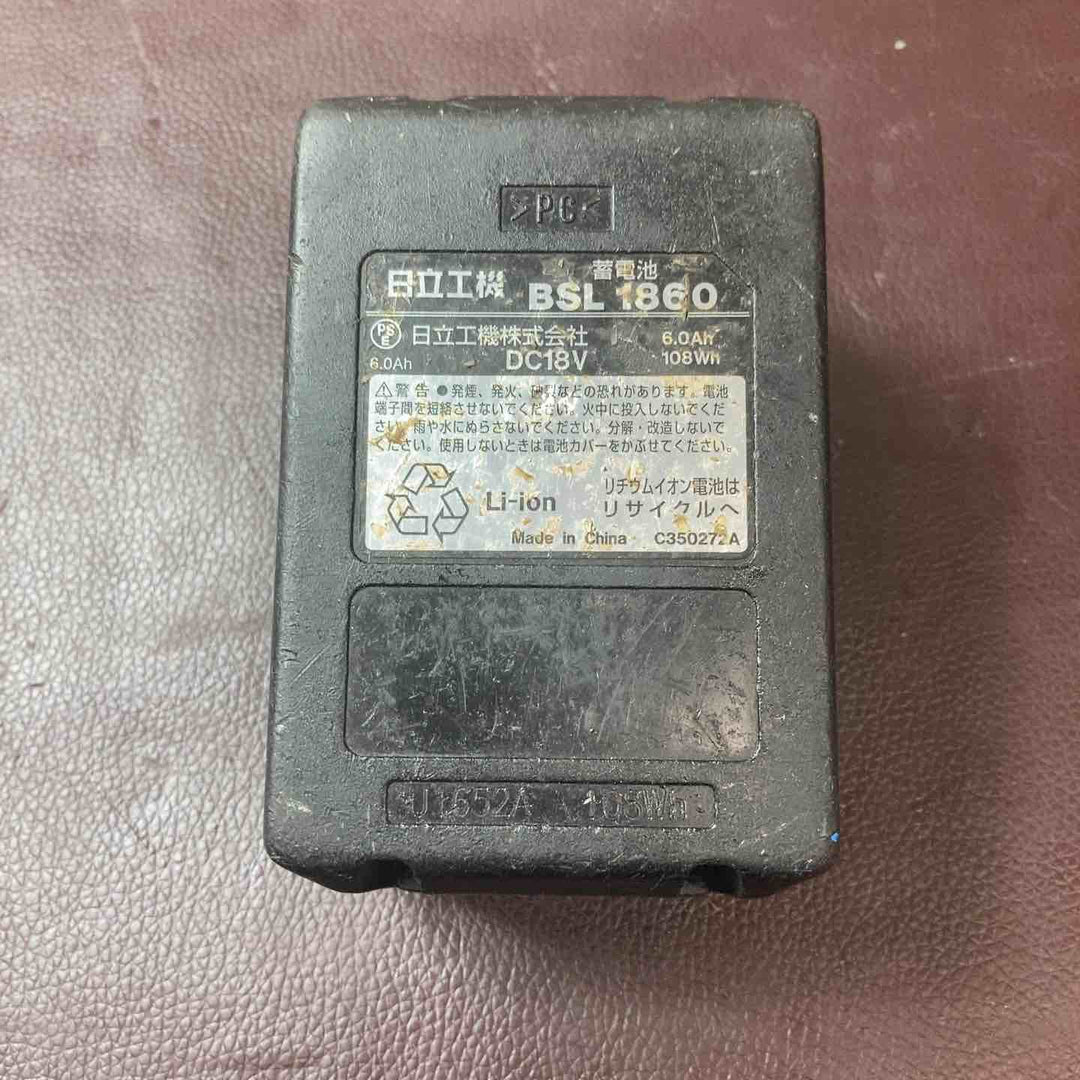 >PC<
蓄電池
日立工機 BSL 1860
PSE 日立工機株式会社 6.0Ah
6.0Ah DC18V 108Wh
⚠警告 ●発煙、発火、破裂などの恐れがあります。電池
端子間を短絡させないでください。火中に投入しないでくだ
さい。雨や水にぬらさないでください。分解・改造しないで
ください。使用しないときは電池カバーをかぶせてください。
Li-ion リチウムイオン電池は
リサイクルへ
Made in China C350272A